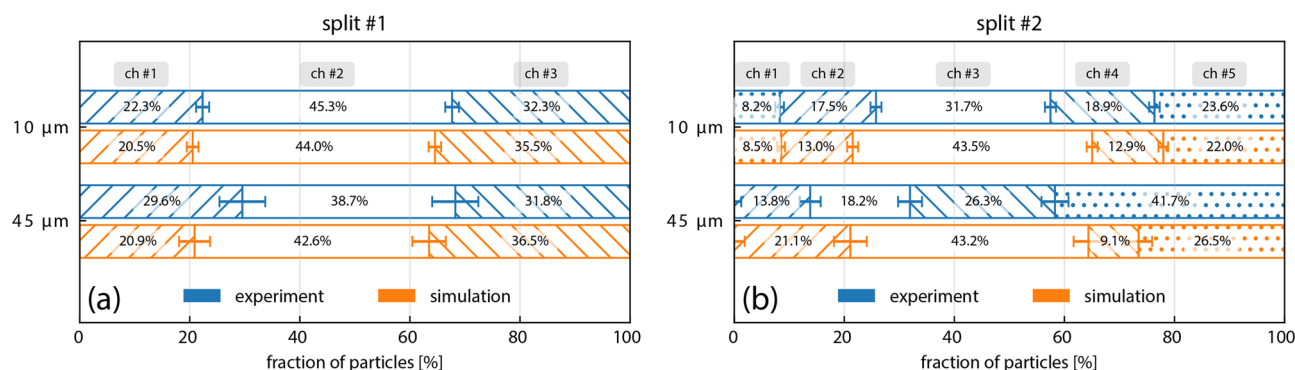 split #1
ch #1 ch #2 ch #3
22.3% 45.3% 32.3%
10 µm
20.5% 44.0% 35.5%
29.6% 38.7% 31.8%
45 µm
20.9% 42.6% 36.5%
(a) experiment simulation
0 20 40 60 80 100
fraction of particles [%]
split #2
ch #1 ch #2 ch #3 ch #4 ch #5
8.2% 17.5% 31.7% 18.9% 23.6%
10 µm
8.5% 13.0% 43.5% 12.9% 22.0%
13.8% 18.2% 26.3% 41.7%
45 µm
21.1% 43.2% 9.1% 26.5%
(b) experiment simulation
0 20 40 60 80 100
fraction of particles [%]